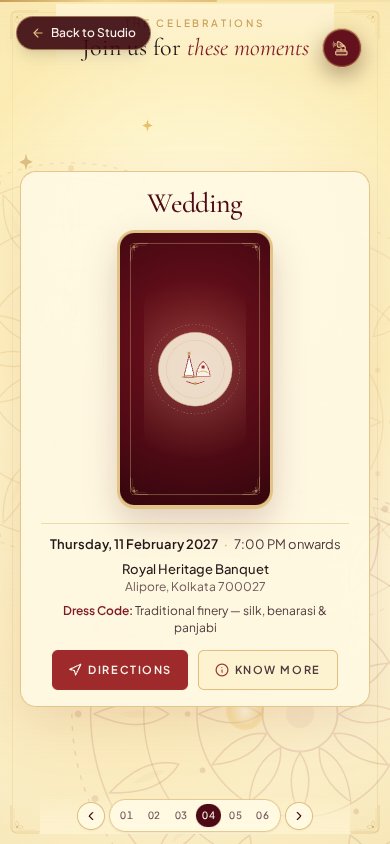 CELEBRATIONS
Back to Studio
Join us for these moments
Wedding
Thursday, 11 February 2027 · 7:00 PM onwards
Royal Heritage Banquet
Alipore, Kolkata 700027
Dress Code: Traditional finery — silk, benarasi &
panjabi
DIRECTIONS
KNOW MORE
01 02 03 04 05 06